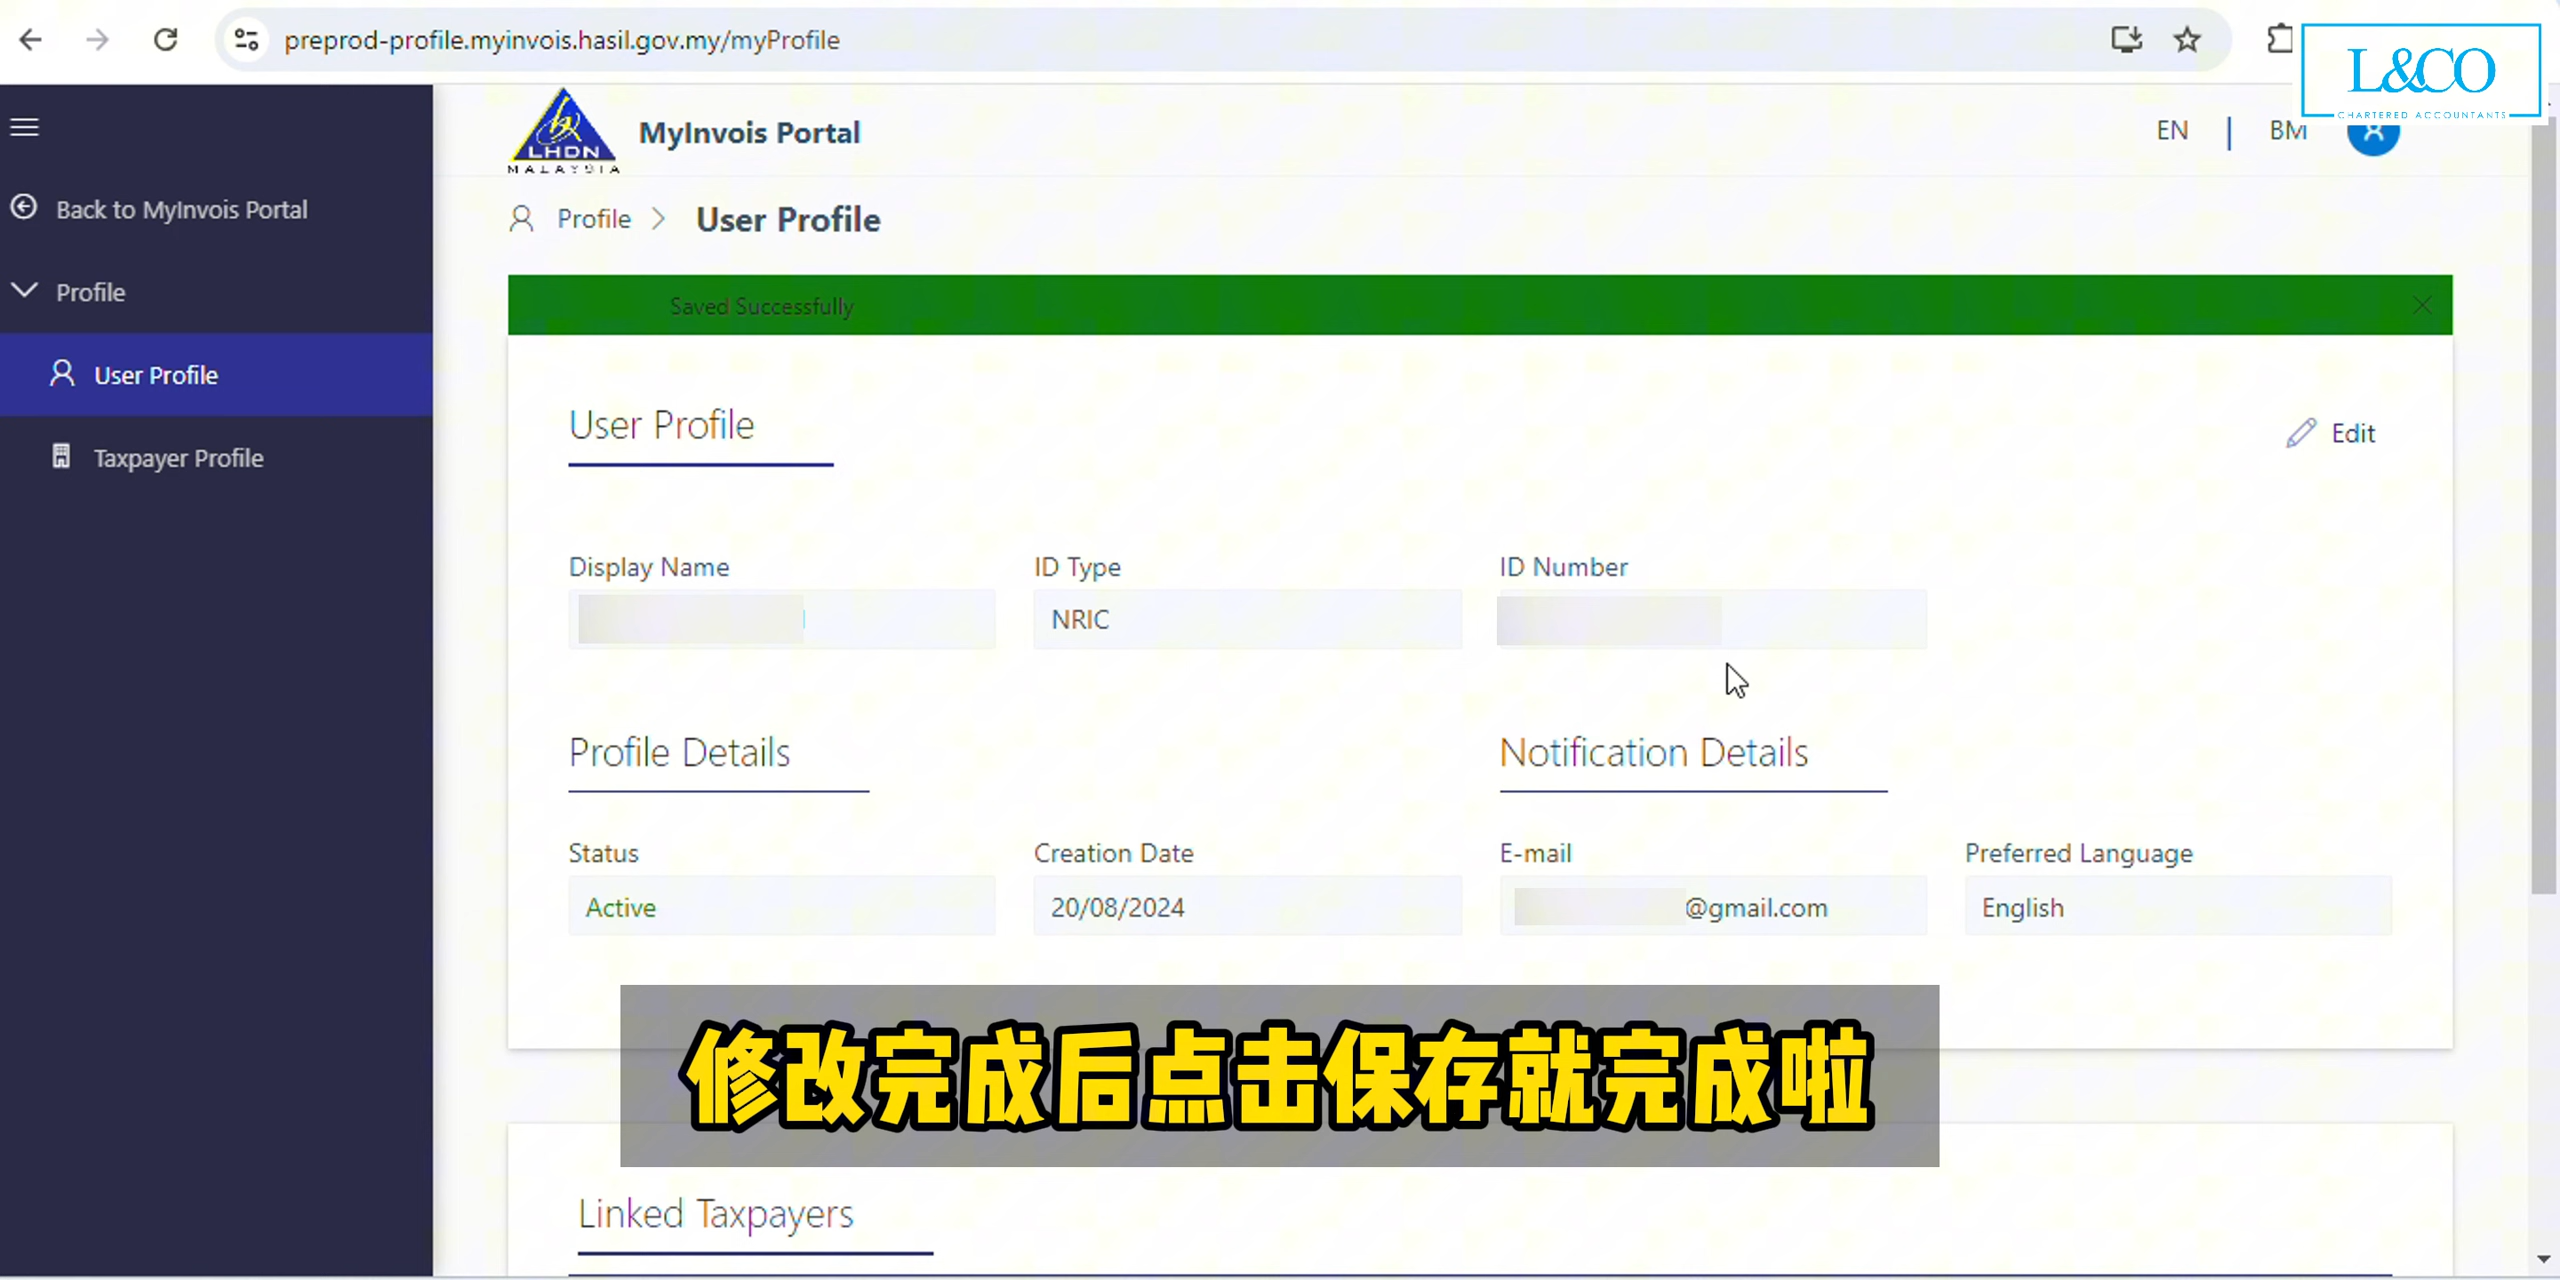 preprod-profile.myinvois.hasil.gov.my/myProfile
L&CO
CHARTERED ACCOUNTANTS
LHDN
MALAYSIA
MyInvois Portal
EN | BM
Back to MyInvois Portal
Profile
User Profile
Taxpayer Profile
Profile > User Profile
Saved Successfully
User Profile
Edit
Display Name
ID Type
ID Number
NRIC
Profile Details
Notification Details
Status
Creation Date
E-mail
Preferred Language
Active
20/08/2024
@gmail.com
English
修改完成后点击保存就完成啦
Linked Taxpayers